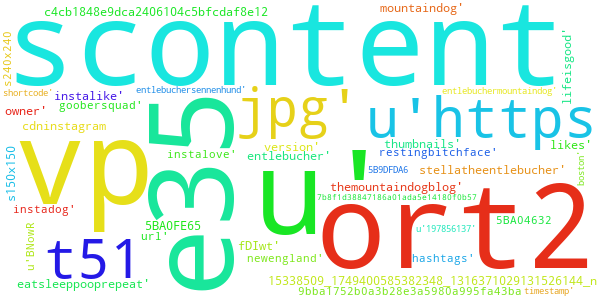 c4cb1848e9dca2406104c5bfcdaf8e12
mountaindog'
s240x240
scontent
lifeisgood'
shortcode'
instalike'
entlebuchersennenhund'
entlebuchermountaindog'
owner'
goobersquad'
e35
jpg'
u'https
cdninstagram
vp
version'
thumbnails'
likes'
s150x150
instalove'
entlebucher'
restingbitchface'
boston'
u'
5B9DFDA6
stellatheentlebucher'
ort2
themountaindogblog'
instadog'
7b8f1d38847186a01ada5e1418010b57
5BA0FE65
5BA04632
url'
u'197856137'
u'BNowR
t51
fDIwt'
newengland'
hashtags'
eatsleeppooprepeat'
15338509_1749400585382348_1316371029131526144_n
9bba1752b0a3b28e3a5980a995fa43ba
timestamp'